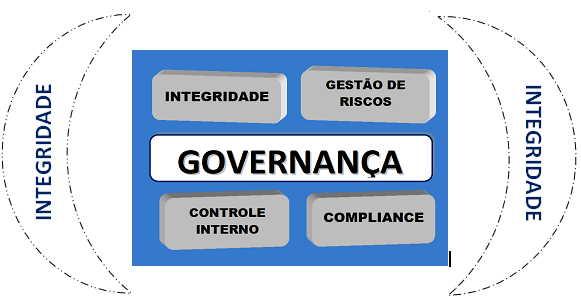 INTEGRIDADE
INTEGRIDADE
GESTÃO DE
RISCOS
GOVERNANÇA
CONTROLE
INTERNO
COMPLIANCE
INTEGRIDADE